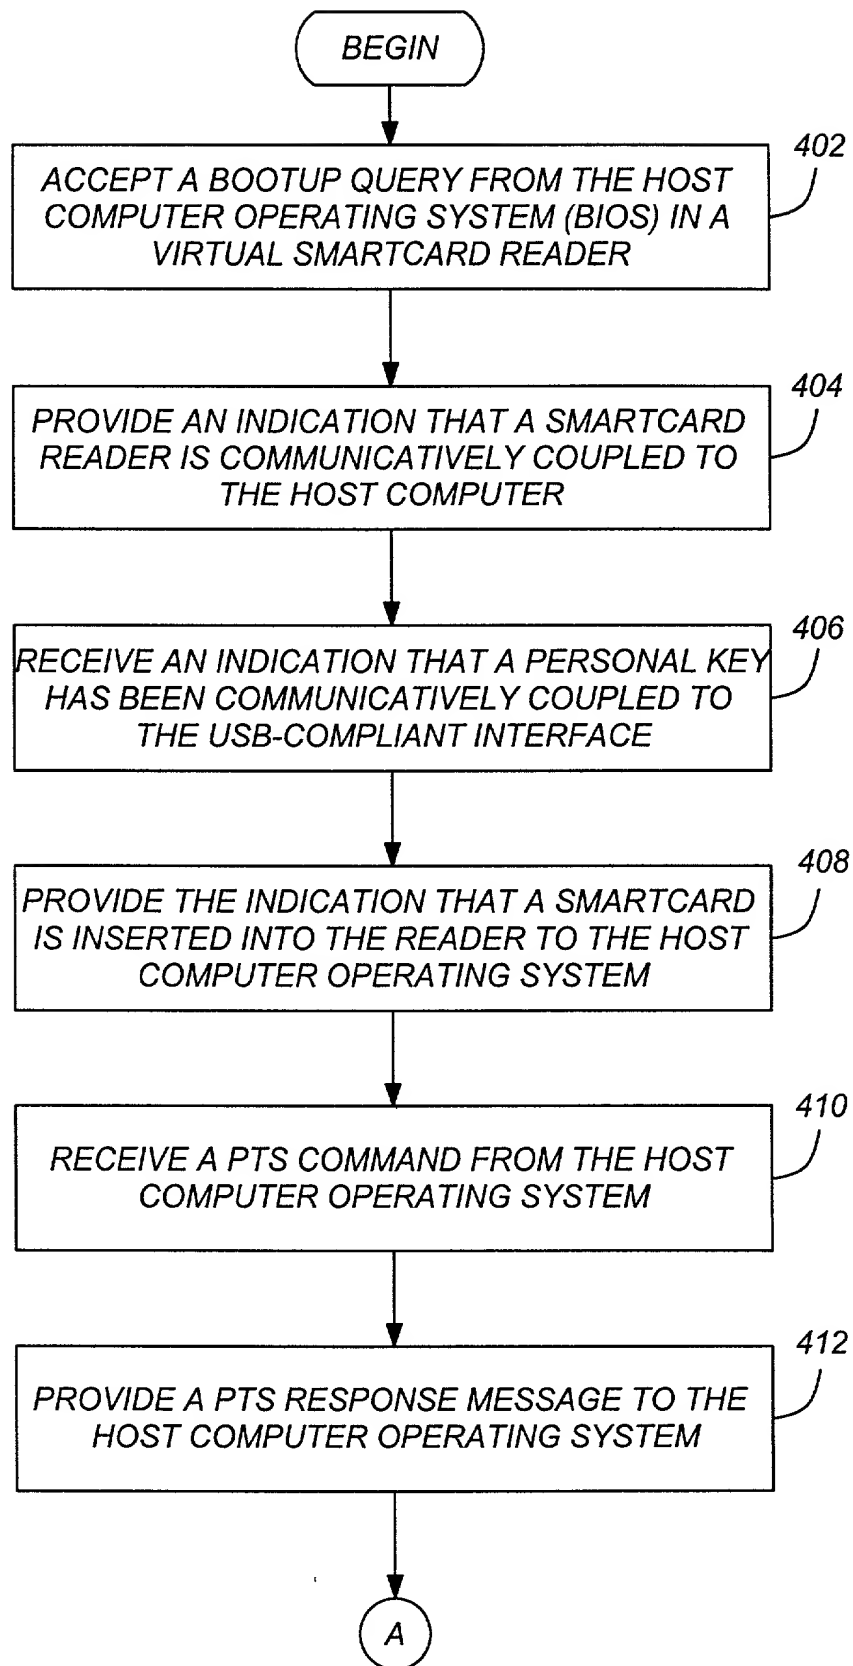 BEGIN
402
ACCEPT A BOOTUP QUERY FROM THE HOST
COMPUTER OPERATING SYSTEM (BIOS) IN A
VIRTUAL SMARTCARD READER
404
PROVIDE AN INDICATION THAT A SMARTCARD
READER IS COMMUNICATIVELY COUPLED TO
THE HOST COMPUTER
406
RECEIVE AN INDICATION THAT A PERSONAL KEY
HAS BEEN COMMUNICATIVELY COUPLED TO
THE USB-COMPLIANT INTERFACE
408
PROVIDE THE INDICATION THAT A SMARTCARD
IS INSERTED INTO THE READER TO THE HOST
COMPUTER OPERATING SYSTEM
410
RECEIVE A PTS COMMAND FROM THE HOST
COMPUTER OPERATING SYSTEM
412
PROVIDE A PTS RESPONSE MESSAGE TO THE
HOST COMPUTER OPERATING SYSTEM
A